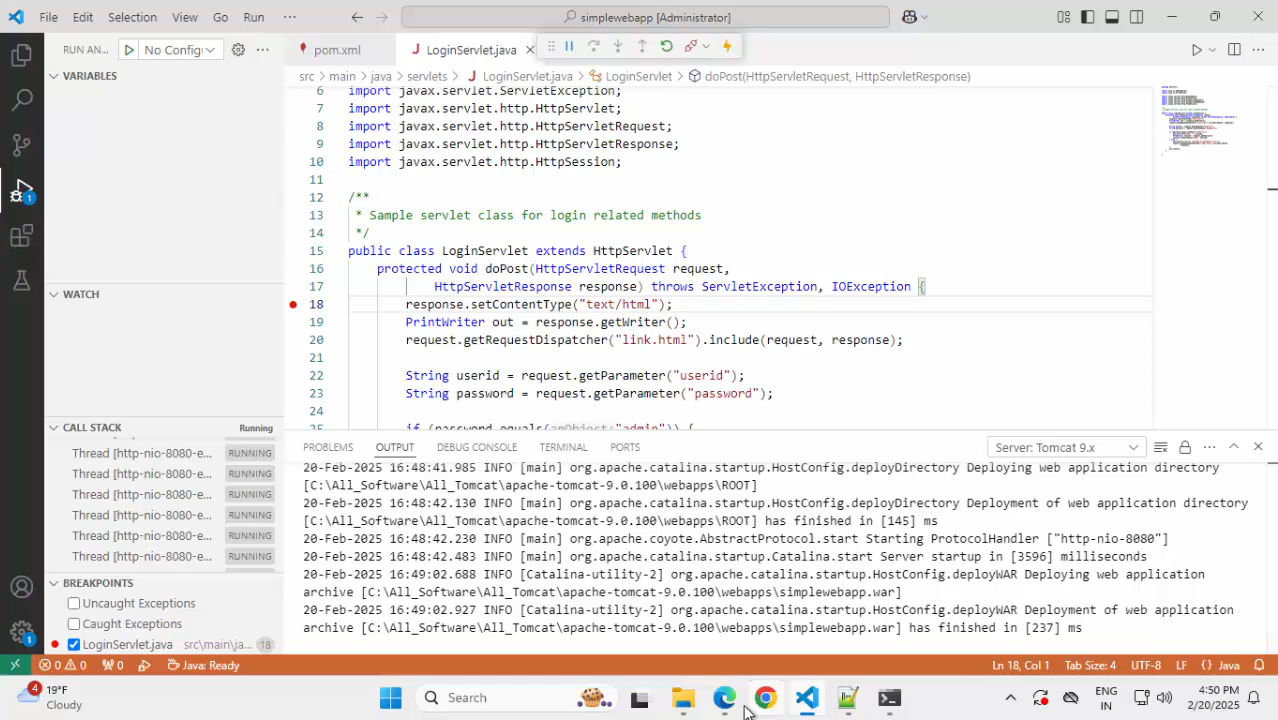 File Edit Selection View Go Run ··· simplewebapp [Administrator]
RUN AN... No Config ···
pom.xml J LoginServlet.java
src > main > java > servlets > J LoginServlet.java > LoginServlet > doPost(HttpServletRequest, HttpServletResponse)
VARIABLES
WATCH
CALL STACK Running
Thread [http-nio-8080-e... RUNNING
Thread [http-nio-8080-e... RUNNING
Thread [http-nio-8080-e... RUNNING
Thread [http-nio-8080-e... RUNNING
Thread [http-nio-8080-e... RUNNING
Thread [http-nio-8080-e... RUNNING
BREAKPOINTS
Uncaught Exceptions
Caught Exceptions
LoginServlet.java src\main\ja... 18
6 import javax.servlet.ServletException;
7 import javax.servlet.http.HttpServlet;
8 import javax.servlet.http.HttpServletRequest;
9 import javax.servlet.http.HttpServletResponse;
10 import javax.servlet.http.HttpSession;
11
12 /**
13 * Sample servlet class for login related methods
14 */
15 public class LoginServlet extends HttpServlet {
16 protected void doPost(HttpServletRequest request,
17 HttpServletResponse response) throws ServletException, IOException {
18 response.setContentType("text/html");
19 PrintWriter out = response.getWriter();
20 request.getRequestDispatcher("link.html").include(request, response);
21
22 String userid = request.getParameter("userid");
23 String password = request.getParameter("password");
24
25 if (password.equals(anObject:"admin")) {
PROBLEMS OUTPUT DEBUG CONSOLE TERMINAL PORTS Server: Tomcat 9.x ···
20-Feb-2025 16:48:41.985 INFO [main] org.apache.catalina.startup.HostConfig.deployDirectory Deploying web application directory
[C:\All_Software\All_Tomcat\apache-tomcat-9.0.100\webapps\ROOT]
20-Feb-2025 16:48:42.130 INFO [main] org.apache.catalina.startup.HostConfig.deployDirectory Deployment of web application directory
[C:\All_Software\All_Tomcat\apache-tomcat-9.0.100\webapps\ROOT] has finished in [145] ms
20-Feb-2025 16:48:42.230 INFO [main] org.apache.coyote.AbstractProtocol.start Starting ProtocolHandler ["http-nio-8080"]
20-Feb-2025 16:48:42.483 INFO [main] org.apache.catalina.startup.Catalina.start Server startup in [3596] milliseconds
20-Feb-2025 16:49:02.688 INFO [Catalina-utility-2] org.apache.catalina.startup.HostConfig.deployWAR Deploying web application
archive [C:\All_Software\All_Tomcat\apache-tomcat-9.0.100\webapps\simplewebapp.war]
20-Feb-2025 16:49:02.927 INFO [Catalina-utility-2] org.apache.catalina.startup.HostConfig.deployWAR Deployment of web application
archive [C:\All_Software\All_Tomcat\apache-tomcat-9.0.100\webapps\simplewebapp.war] has finished in [237] ms
0 0 0 Java: Ready Ln 18, Col 1 Tab Size: 4 UTF-8 LF {} Java
4 19°F
Cloudy
Search
ENG
IN
4:50 PM
2/20/2025